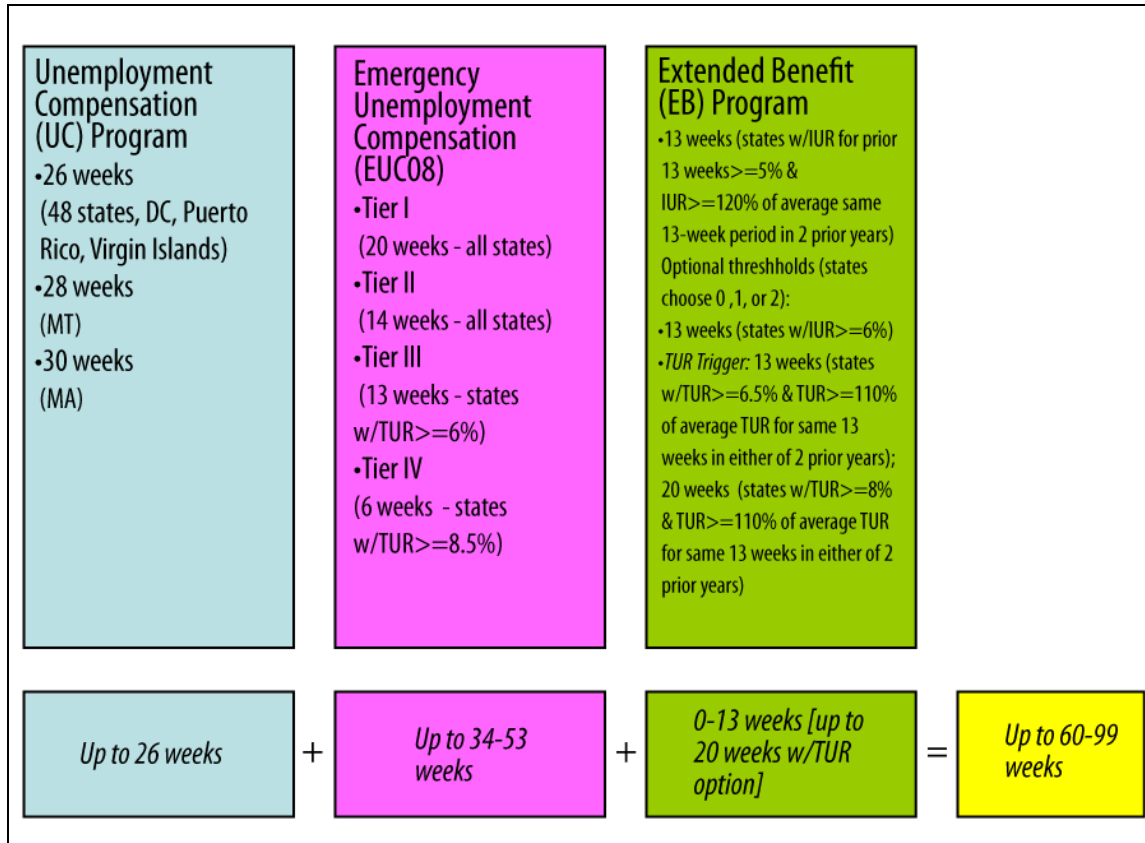 Unemployment
Compensation
(UC) Program
•26 weeks
(48 states, DC, Puerto
Rico, Virgin Islands)
•28 weeks
(MT)
•30 weeks
(MA)
Emergency
Unemployment
Compensation
(EUC08)
•Tier I
(20 weeks - all states)
•Tier II
(14 weeks - all states)
•Tier III
(13 weeks - states
w/TUR>=6%)
•Tier IV
(6 weeks - states
w/TUR>=8.5%)
Extended Benefit
(EB) Program
•13 weeks (states w/IUR for prior
13 weeks>=5% &
IUR>=120% of average same
13-week period in 2 prior years)
Optional threshholds (states
choose 0 ,1, or 2):
•13 weeks (states w/IUR>=6%)
•TUR Trigger: 13 weeks (states
w/TUR>=6.5% & TUR>=110%
of average TUR for same 13
weeks in either of 2 prior years);
20 weeks (states w/TUR>=8%
& TUR>=110% of average TUR
for same 13 weeks in either of 2
prior years)
Up to 26 weeks
+
Up to 34-53
weeks
+
0-13 weeks [up to
20 weeks w/TUR
option]
=
Up to 60-99
weeks